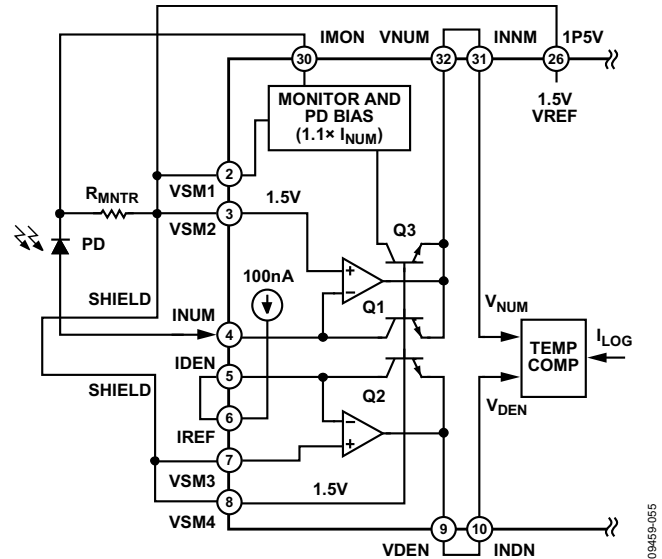 IMON VNUM INNM 1P5V
30 32 31 26
MONITOR AND
PD BIAS
(1.1× INUM)
1.5V
VREF
2
VSM1
RMNTR
1.5V
3
VSM2
Q3
PD
100nA
+
−
SHIELD
INUM
4
Q1
VNUM
IDEN
5
TEMP
COMP
ILOG
SHIELD
Q2
6
IREF
−
+
VDEN
7
VSM3
8
1.5V
VSM4
9 10
VDEN INDN
09459-055